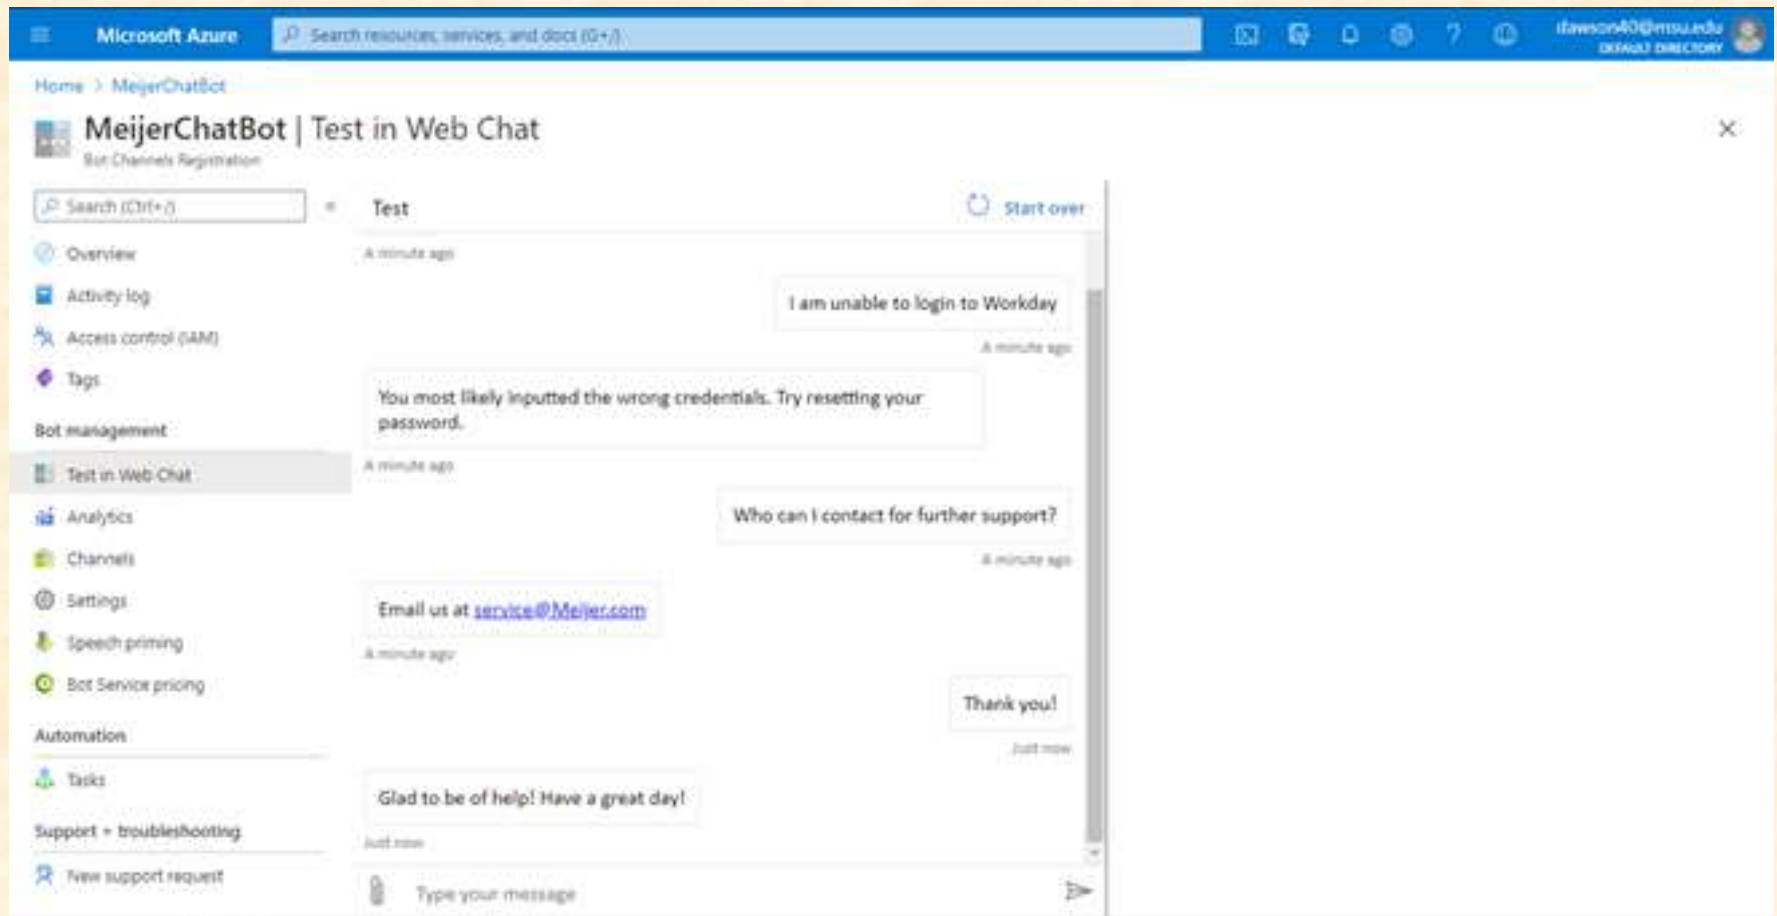 Microsoft Azure
Search resources, services, and docs (G+/)
dawson40@msu.edu
DEFAULT DIRECTORY
Home > MeijerChatBot
MeijerChatBot | Test in Web Chat
Bot Channels Registration
Search (Ctrl+/)
«
Overview
Activity log
Access control (IAM)
Tags
Bot management
Test in Web Chat
Analytics
Channels
Settings
Speech priming
Bot Service pricing
Automation
Tasks
Support + troubleshooting
New support request
Test
Start over
A minute ago
I am unable to login to Workday
A minute ago
You most likely inputted the wrong credentials. Try resetting your
password.
A minute ago
Who can I contact for further support?
A minute ago
Email us at service@Meijer.com
A minute ago
Thank you!
Just now
Glad to be of help! Have a great day!
Just now
Type your message